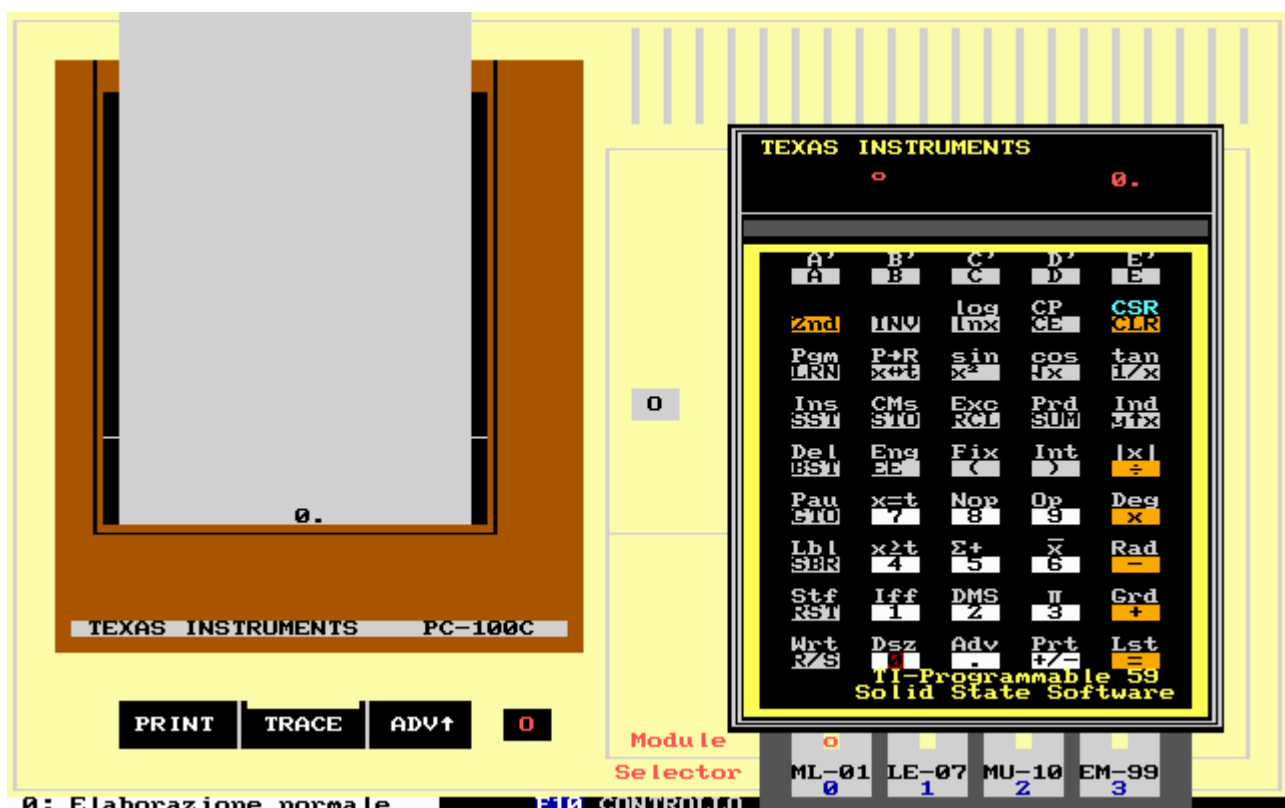 TEXAS INSTRUMENTS
0.
A' B' C' D' E'
A B C D E
log CP CSR
2nd INV lnx CE CLR
Pgm P→R sin cos tan
LRN x↔t x² √x 1/x
Ins CMs Exc Prd Ind
SST STO RCL SUM y↑x
Del Eng Fix Int |x|
BST EE ( ) ÷
Pau x=t Nop Op Deg
GTO 7 8 9 x
Lbl x≥t Σ+ x̅ Rad
SBR 4 5 6 −
Stf Iff DMS π Grd
RST 1 2 3 +
Wrt Dsz Adv Prt Lst
R/S 0 . +/− =
TI-Programmable 59
Solid State Software
O
0.
TEXAS INSTRUMENTS PC-100C
PRINT TRACE ADV↑ O
Module
Selector ML-01 LE-07 MU-10 EM-99
0 1 2 3
0: Elaborazione normale F10 CONTROLLO